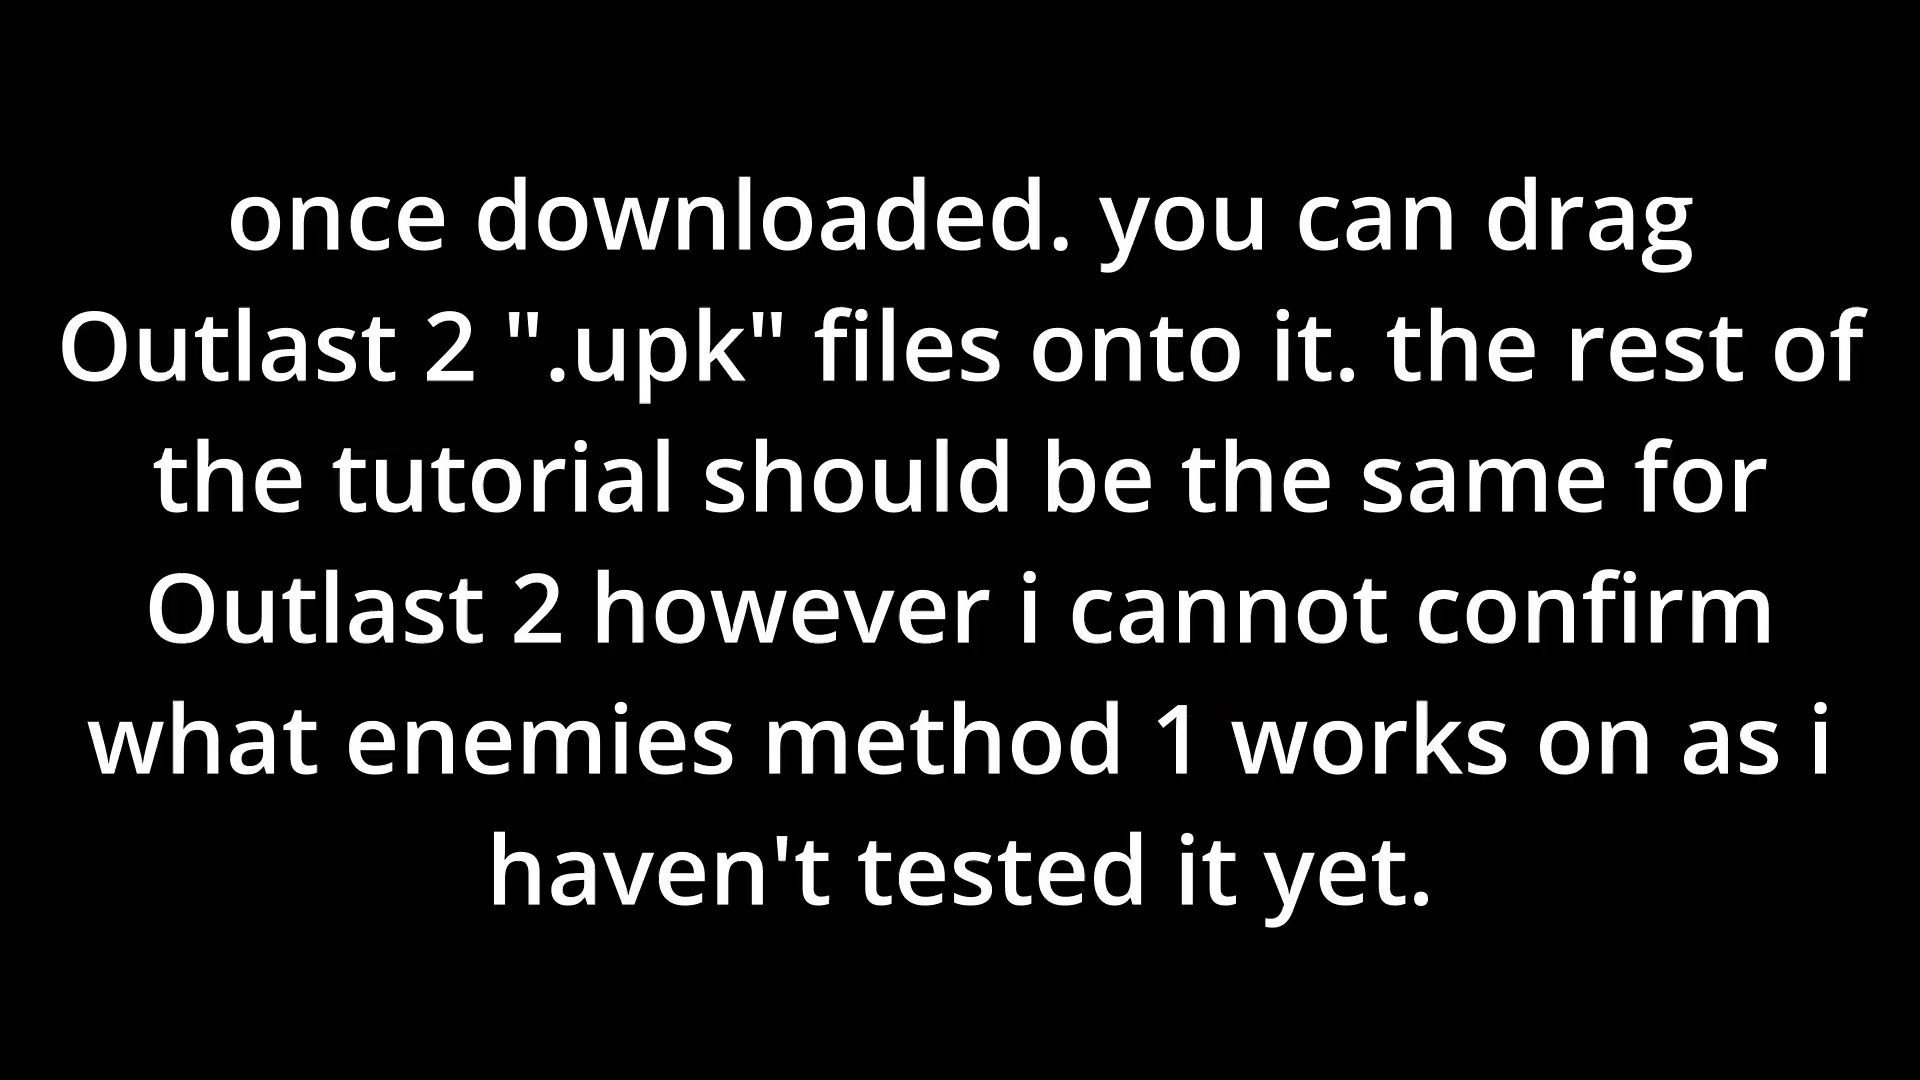 once downloaded. you can drag
Outlast 2 ".upk" files onto it. the rest of
the tutorial should be the same for
Outlast 2 however i cannot confirm
what enemies method 1 works on as i
haven't tested it yet.